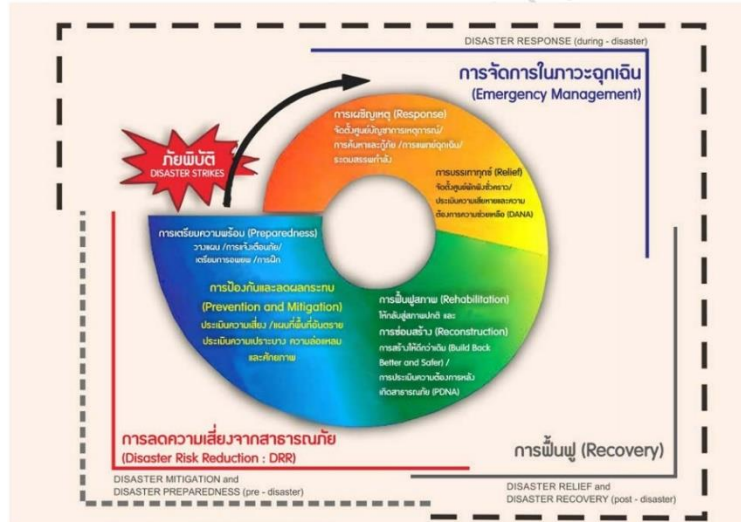 DISASTER RESPONSE (during - disaster)
การจัดการในภาวะฉุกเฉิน
(Emergency Management)
การเผชิญเหตุ (Response)
จัดตั้งศูนย์บัญชาการเหตุการณ์/
การค้นหาและกู้ภัย /การแพทย์ฉุกเฉิน/
ระดมสรรพกำลัง
ภัยพิบัติ
DISASTER STRIKES
การบรรเทาทุกข์ (Relief)
จัดตั้งศูนย์พักพิงชั่วคราว/
ประเมินความเสียหายและความ
ต้องการความช่วยเหลือ (DANA)
การเตรียมความพร้อม (Preparedness)
วางแผน /การแจ้งเตือนภัย/
เตรียมการอพยพ /การฝึก
การป้องกันและลดผลกระทบ
(Prevention and Mitigation)
ประเมินความเสี่ยง /แผนที่พื้นที่อันตราย
ประเมินความเปราะบาง ความล่อแหลม
และศักยภาพ
การฟื้นฟูสภาพ (Rehabilitation)
ให้กลับสู่สภาพปกติ และ
การซ่อมสร้าง (Reconstruction)
การสร้างให้ดีกว่าเดิม (Build Back
Better and Safer) /
การประเมินความต้องการหลัง
เกิดสาธารณภัย (PDNA)
การลดความเสี่ยงจากสาธารณภัย
(Disaster Risk Reduction : DRR)
การฟื้นฟู (Recovery)
DISASTER MITIGATION and
DISASTER PREPAREDNESS (pre - disaster)
DISASTER RELIEF and
DISASTER RECOVERY (post - disaster)